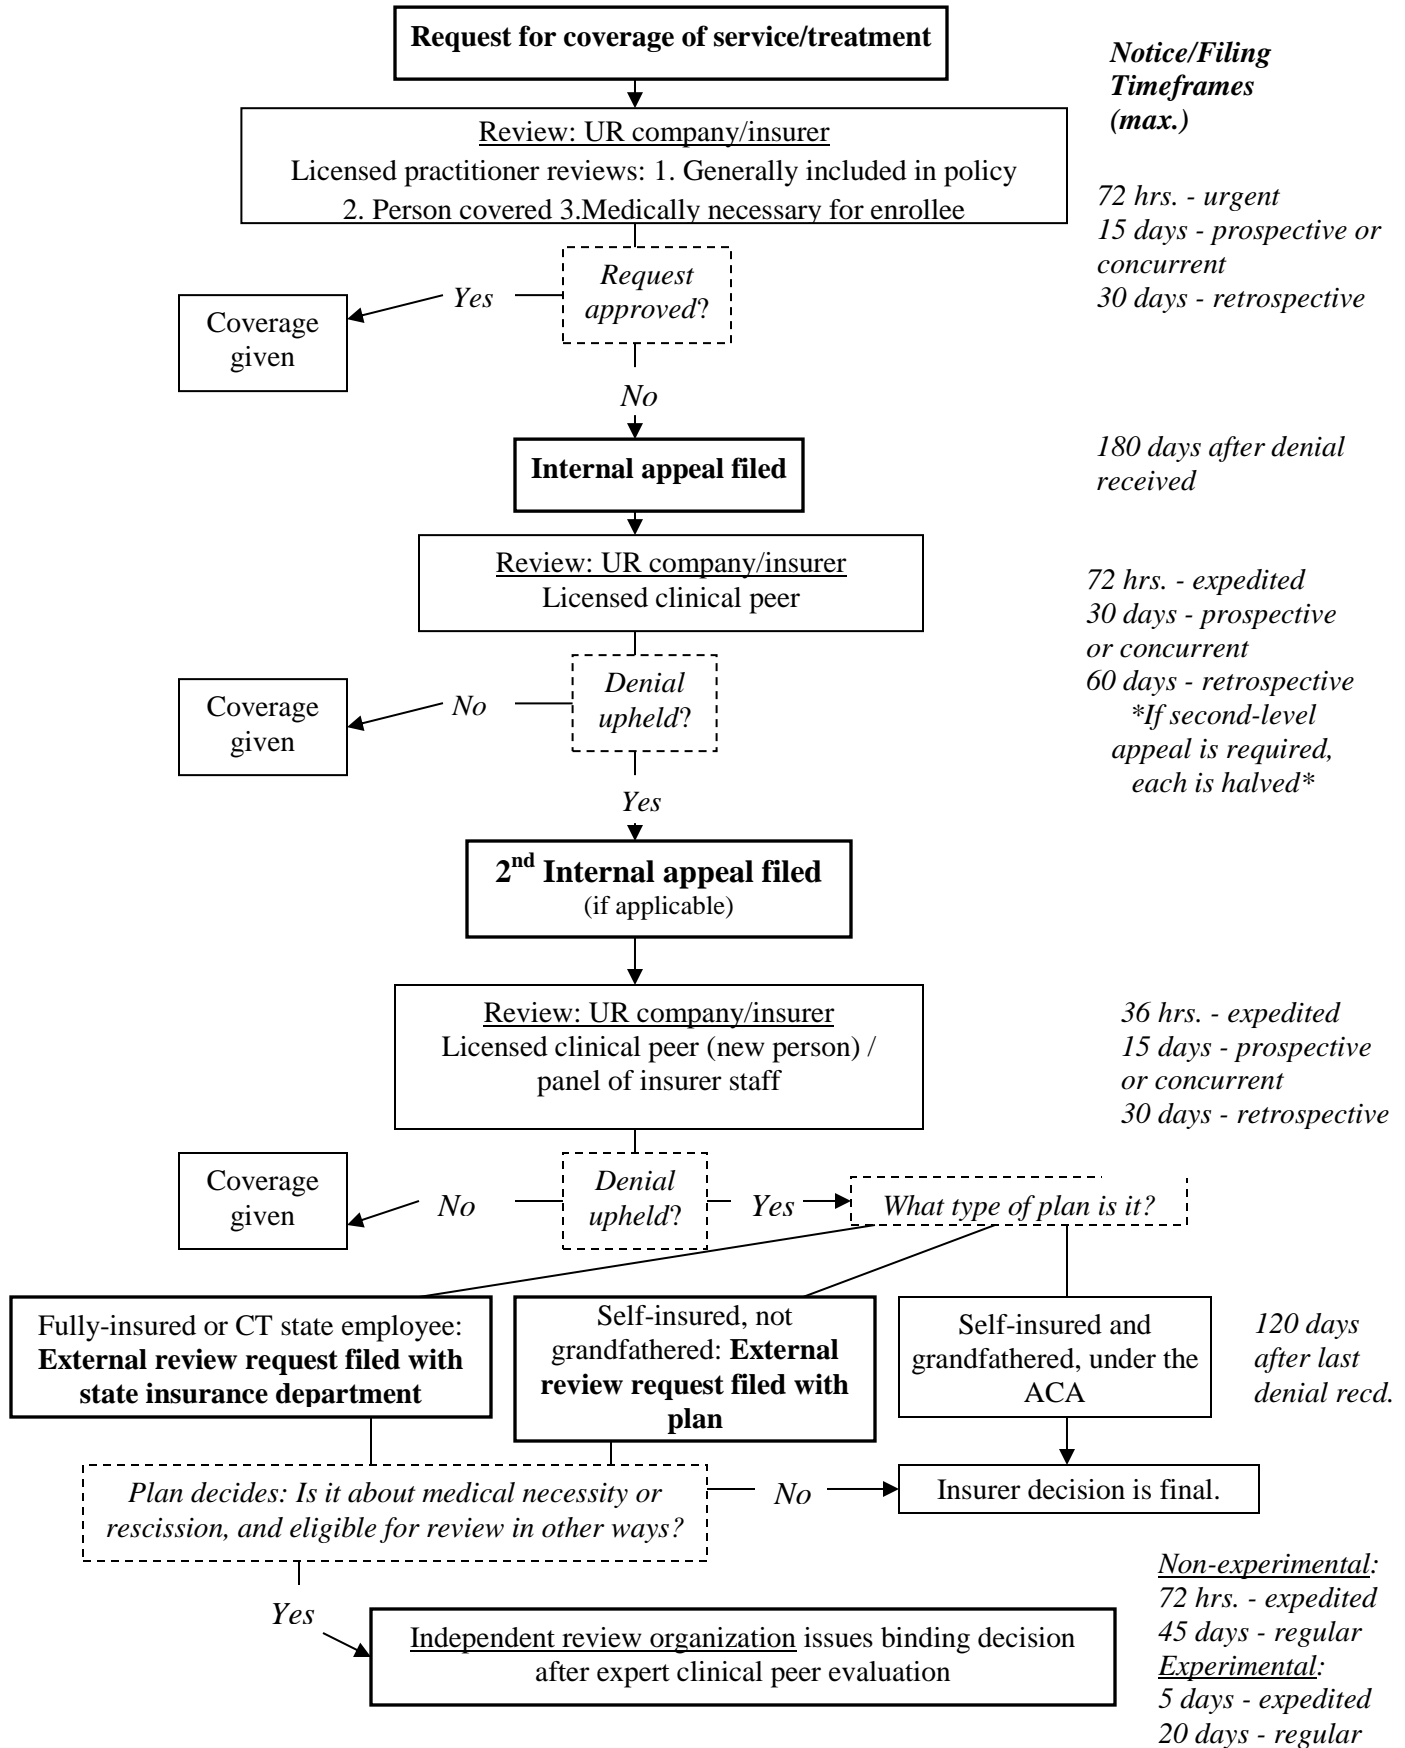 Request for coverage of service/treatment
Notice/Filing
Timeframes
(max.)
Review: UR company/insurer
Licensed practitioner reviews: 1. Generally included in policy
2. Person covered 3.Medically necessary for enrollee
72 hrs. - urgent
15 days - prospective or
concurrent
30 days - retrospective
Request
approved?
Yes
Coverage
given
No
Internal appeal filed
180 days after denial
received
Review: UR company/insurer
Licensed clinical peer
72 hrs. - expedited
30 days - prospective
or concurrent
60 days - retrospective
*If second-level
appeal is required,
each is halved*
Denial
upheld?
No
Coverage
given
Yes
2nd Internal appeal filed
(if applicable)
Review: UR company/insurer
Licensed clinical peer (new person) /
panel of insurer staff
36 hrs. - expedited
15 days - prospective
or concurrent
30 days - retrospective
Coverage
given
No
Denial
upheld?
Yes
What type of plan is it?
Fully-insured or CT state employee:
External review request filed with
state insurance department
Self-insured, not
grandfathered: External
review request filed with
plan
Self-insured and
grandfathered, under the
ACA
120 days
after last
denial recd.
Plan decides: Is it about medical necessity or
rescission, and eligible for review in other ways?
No
Insurer decision is final.
Yes
Independent review organization issues binding decision
after expert clinical peer evaluation
Non-experimental:
72 hrs. - expedited
45 days - regular
Experimental:
5 days - expedited
20 days - regular